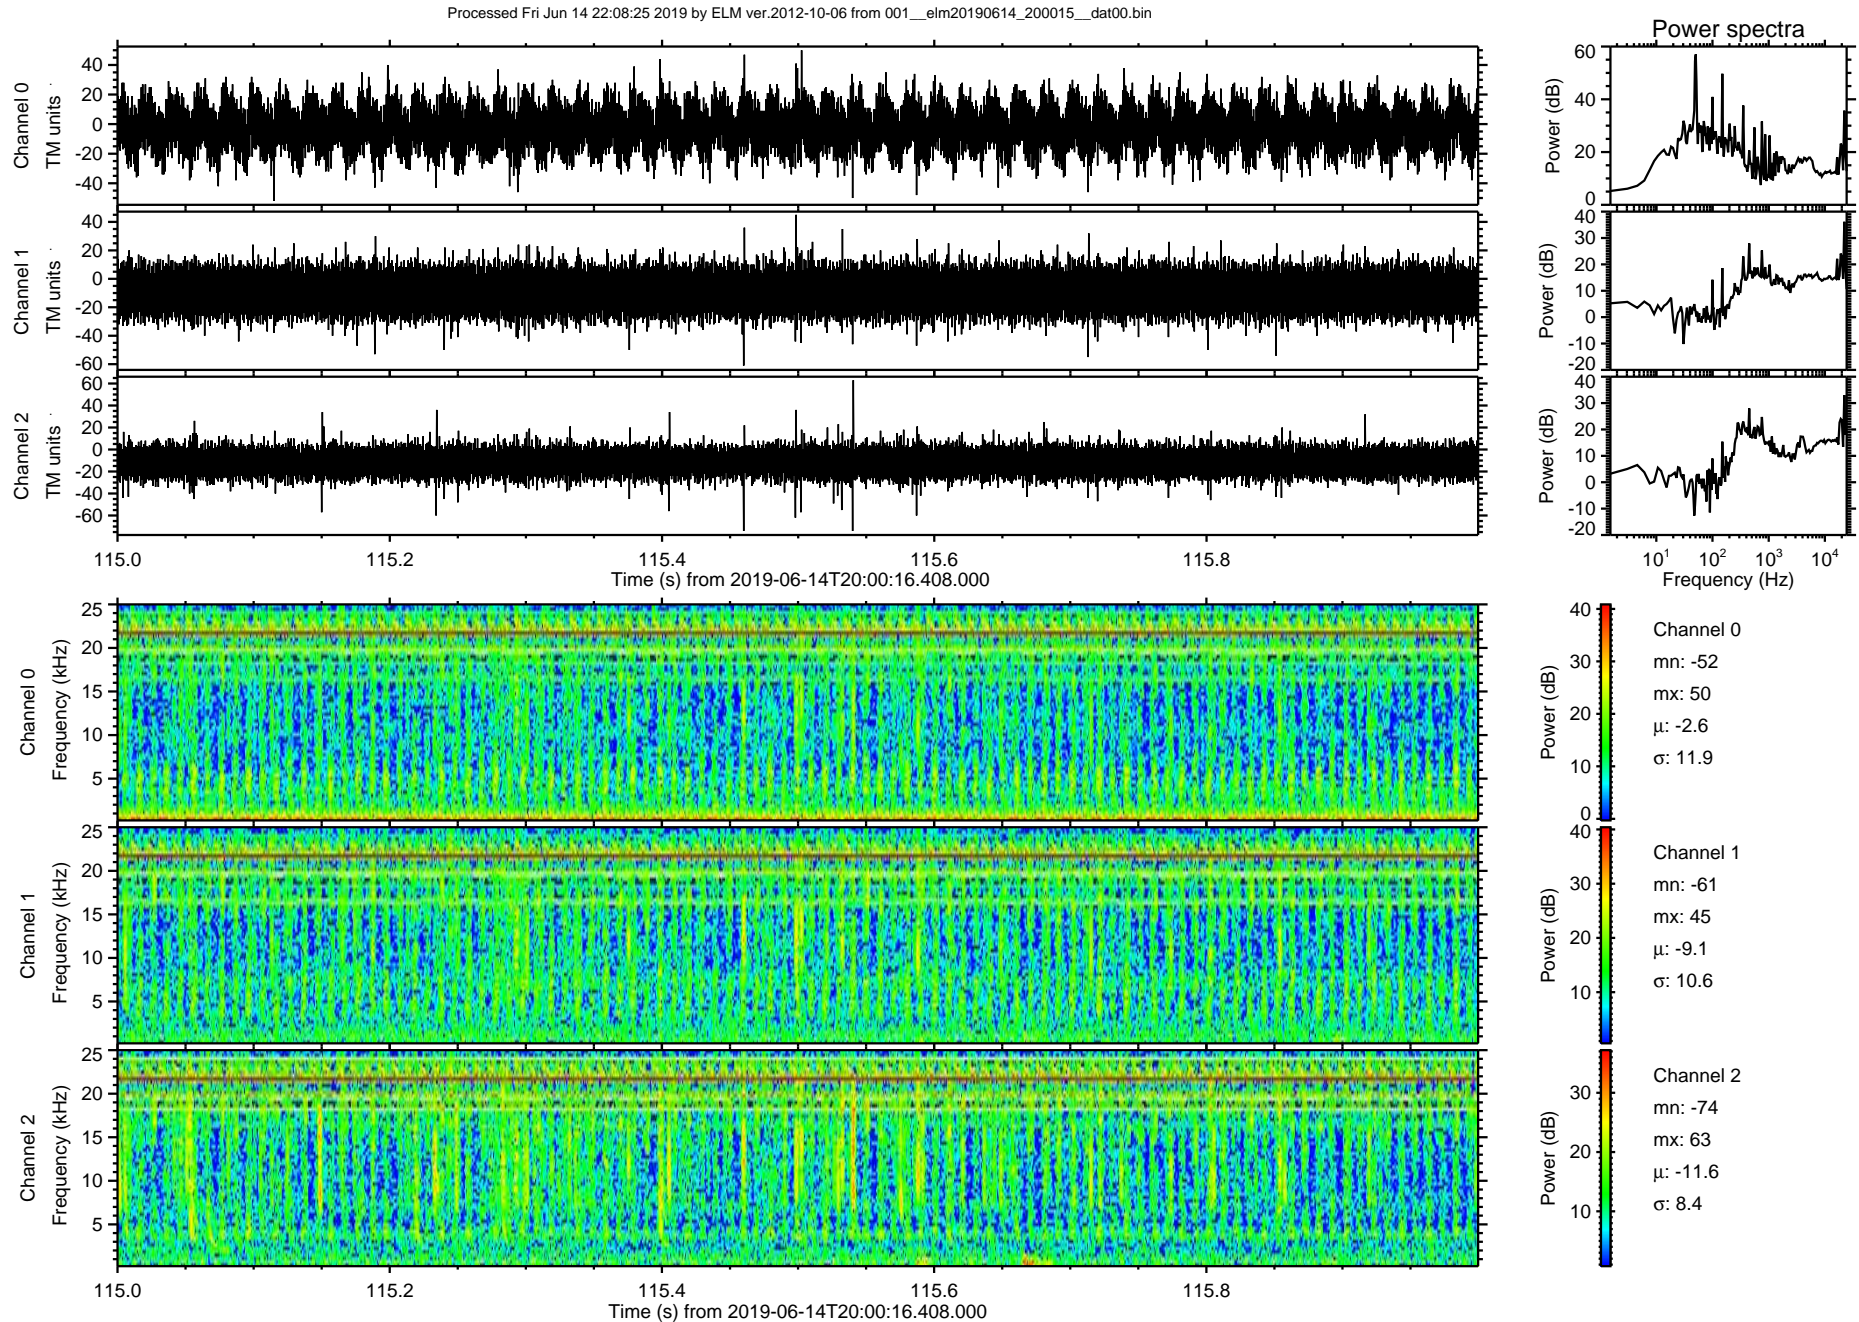 Processed Fri Jun 14 22:08:25 2019 by ELM ver.2012-10-06 from 001__elm20190614_200015__dat00.bin
Power spectra
Channel 0
TM units
40
20
0
-20
-40
Power (dB)
60
40
20
0
Channel 1
TM units
40
20
0
-20
-40
-60
Power (dB)
40
30
20
10
0
-10
-20
Channel 2
TM units
60
40
20
0
-20
-40
-60
Power (dB)
40
30
20
10
0
-10
-20
115.0 115.2 115.4 115.6 115.8
Time (s) from 2019-06-14T20:00:16.408.000
10^1 10^2 10^3 10^4
Frequency (Hz)
Channel 0
Frequency (kHz)
25
20
15
10
5
Power (dB)
40
30
20
10
0
Channel 0
mn: -52
mx: 50
µ: -2.6
σ: 11.9
Channel 1
Frequency (kHz)
25
20
15
10
5
Power (dB)
40
30
20
10
Channel 1
mn: -61
mx: 45
µ: -9.1
σ: 10.6
Channel 2
Frequency (kHz)
25
20
15
10
5
Power (dB)
30
20
10
Channel 2
mn: -74
mx: 63
µ: -11.6
σ: 8.4
115.0 115.2 115.4 115.6 115.8
Time (s) from 2019-06-14T20:00:16.408.000